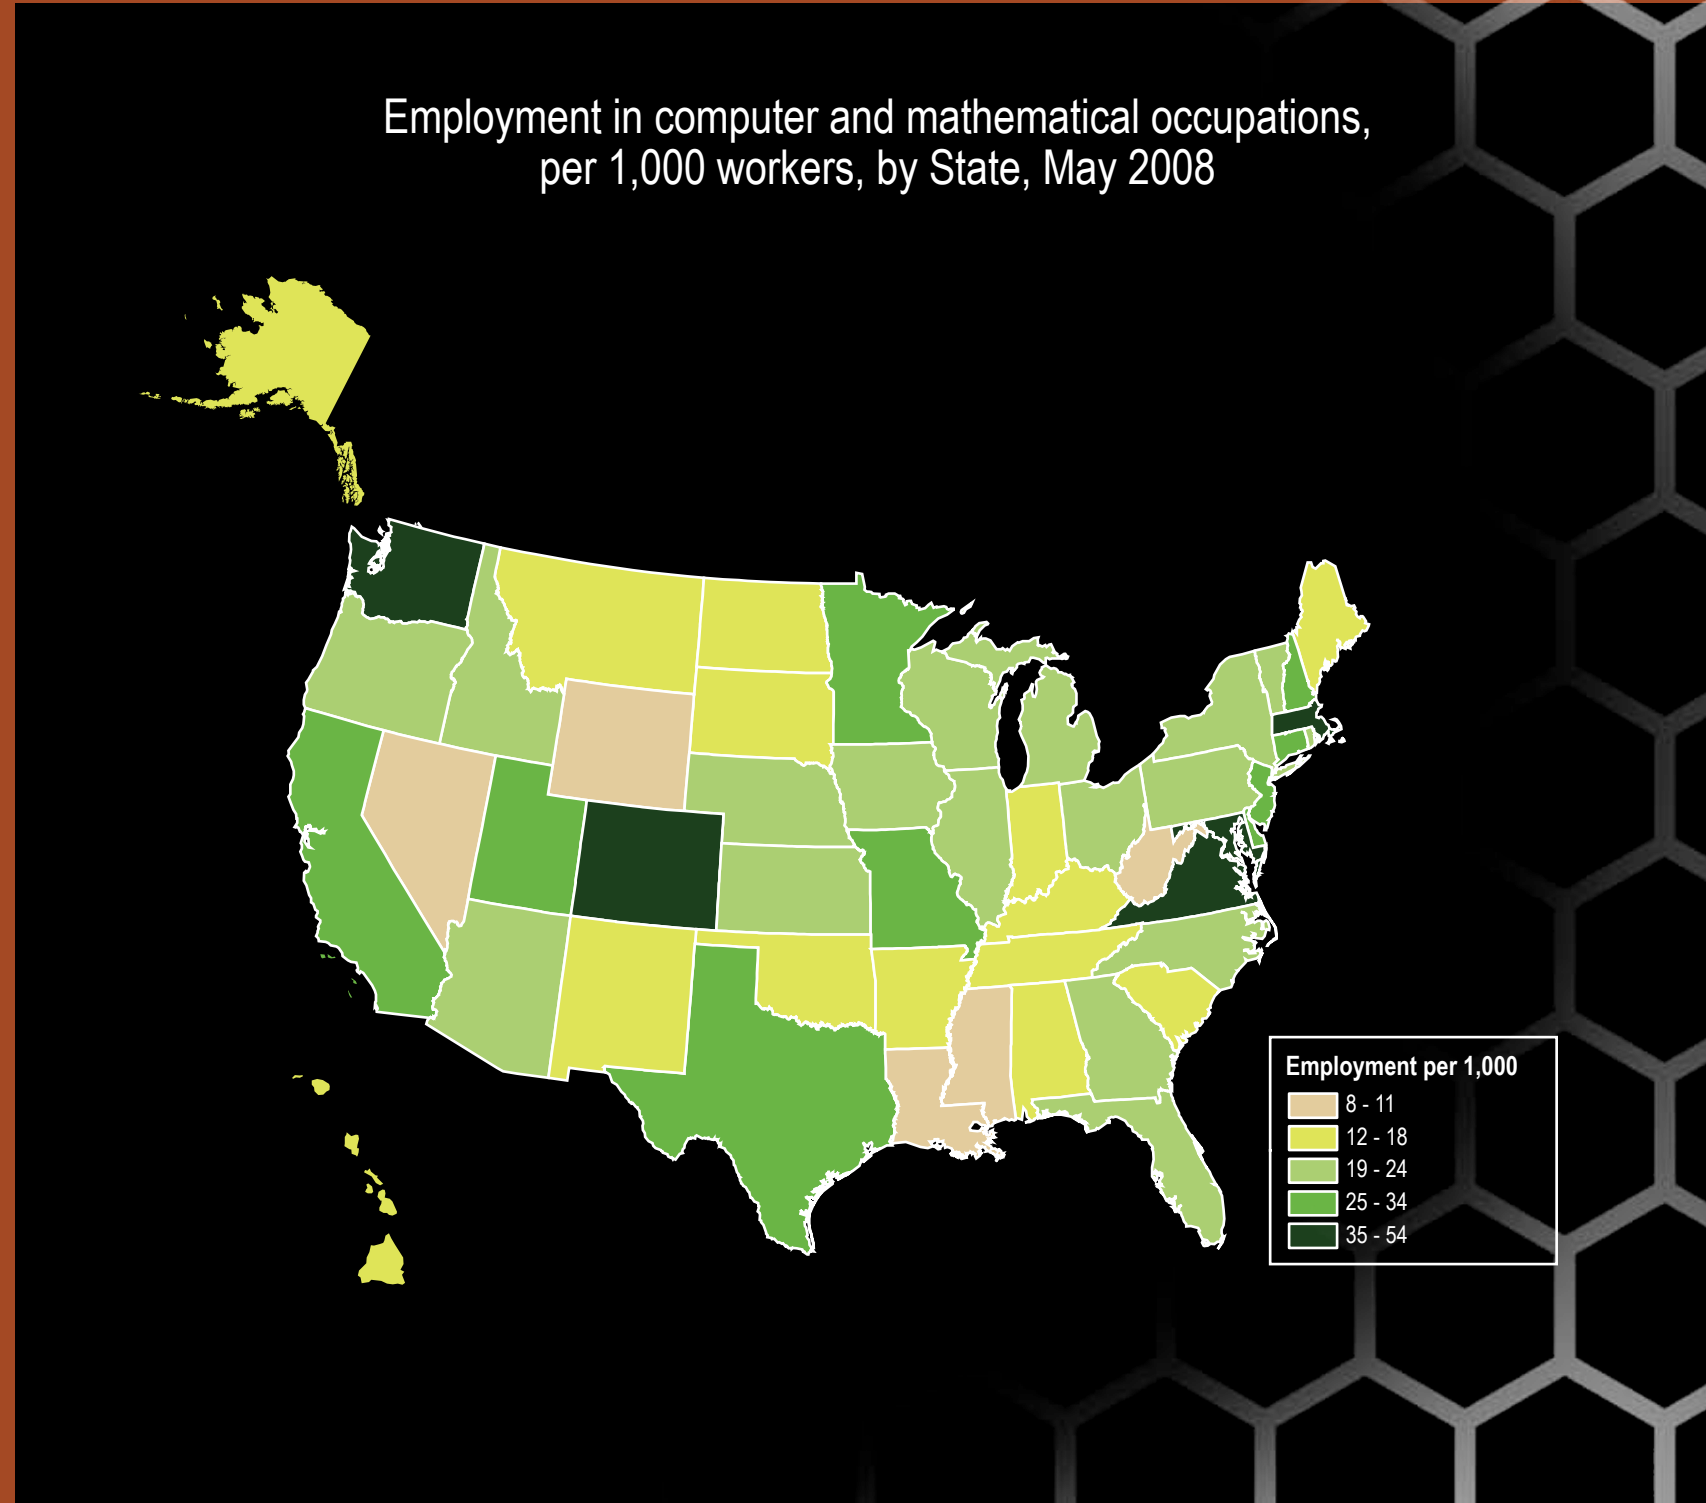 Employment in computer and mathematical occupations,
per 1,000 workers, by State, May 2008
Employment per 1,000
8 - 11
12 - 18
19 - 24
25 - 34
35 - 54